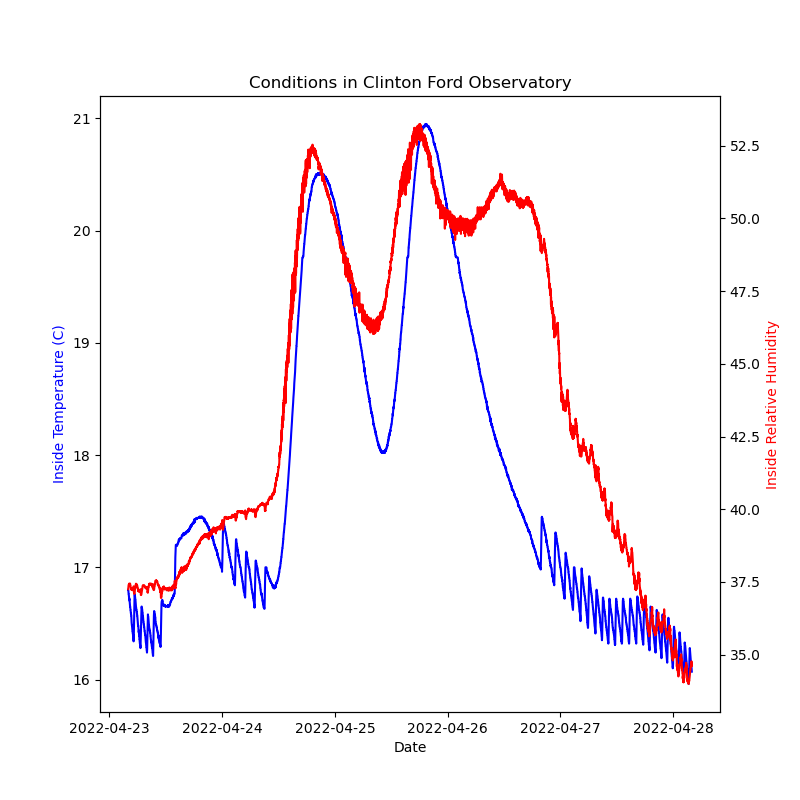 Conditions in Clinton Ford Observatory
Inside Temperature (C)
21
20
19
18
17
16
52.5
50.0
47.5
45.0
42.5
40.0
37.5
35.0
Inside Relative Humidity
2022-04-23 2022-04-24 2022-04-25 2022-04-26 2022-04-27 2022-04-28
Date